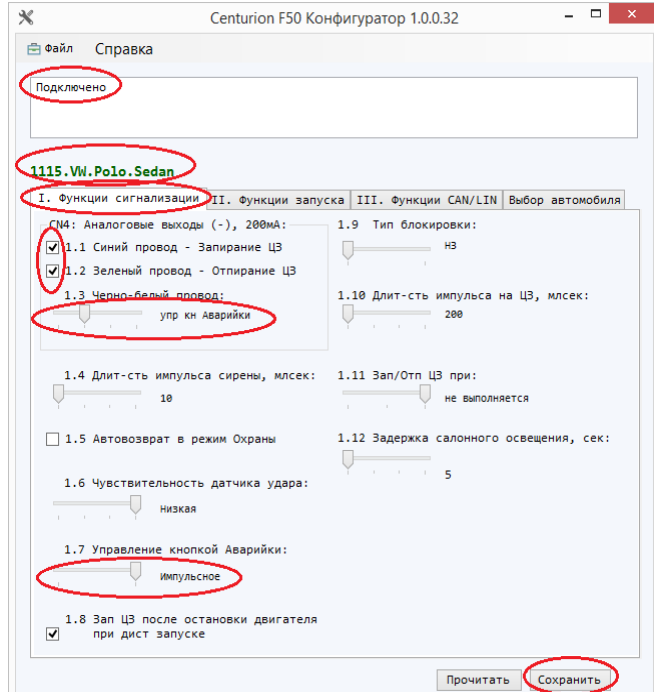 Centurion F50 Конфигуратор 1.0.0.32
Файл Справка
Подключено
1115.VW.Polo.Sedan
I. Функции сигнализации II. Функции запуска III. Функции CAN/LIN Выбор автомобиля
CN4: Аналоговые выходы (-), 200мА:
1.1 Синий провод - Запирание ЦЗ
1.2 Зеленый провод - Отпирание ЦЗ
1.3 Черно-белый провод:
упр кн Аварийки
1.4 Длит-сть импульса сирены, млсек:
10
1.5 Автовозврат в режим Охраны
1.6 Чувствительность датчика удара:
Низкая
1.7 Управление кнопкой Аварийки:
Импульсное
1.8 Зап ЦЗ после остановки двигателя
при дист запуске
1.9 Тип блокировки:
НЗ
1.10 Длит-сть импульса на ЦЗ, млсек:
200
1.11 Зап/Отп ЦЗ при:
не выполняется
1.12 Задержка салонного освещения, сек:
5
Прочитать Сохранить